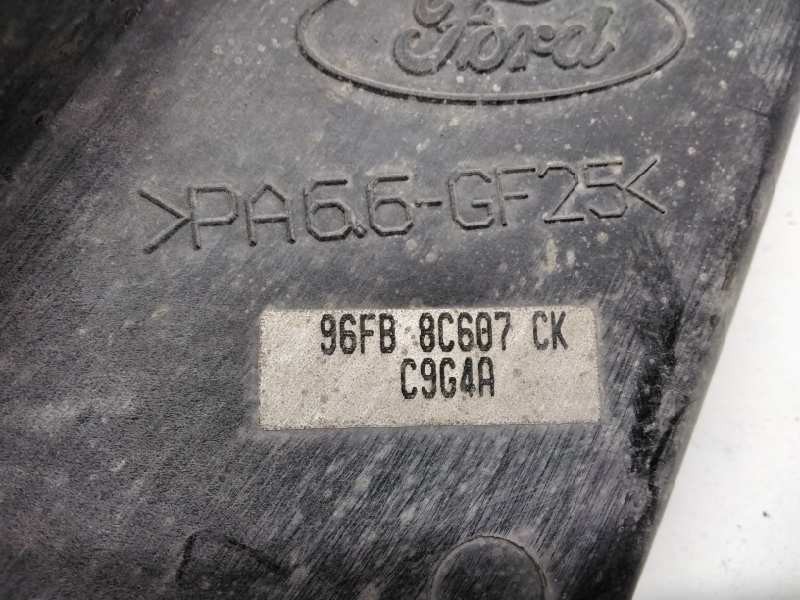 Ford
>PA6.6-GF25<
96FB 8C607 CK
C9G4A